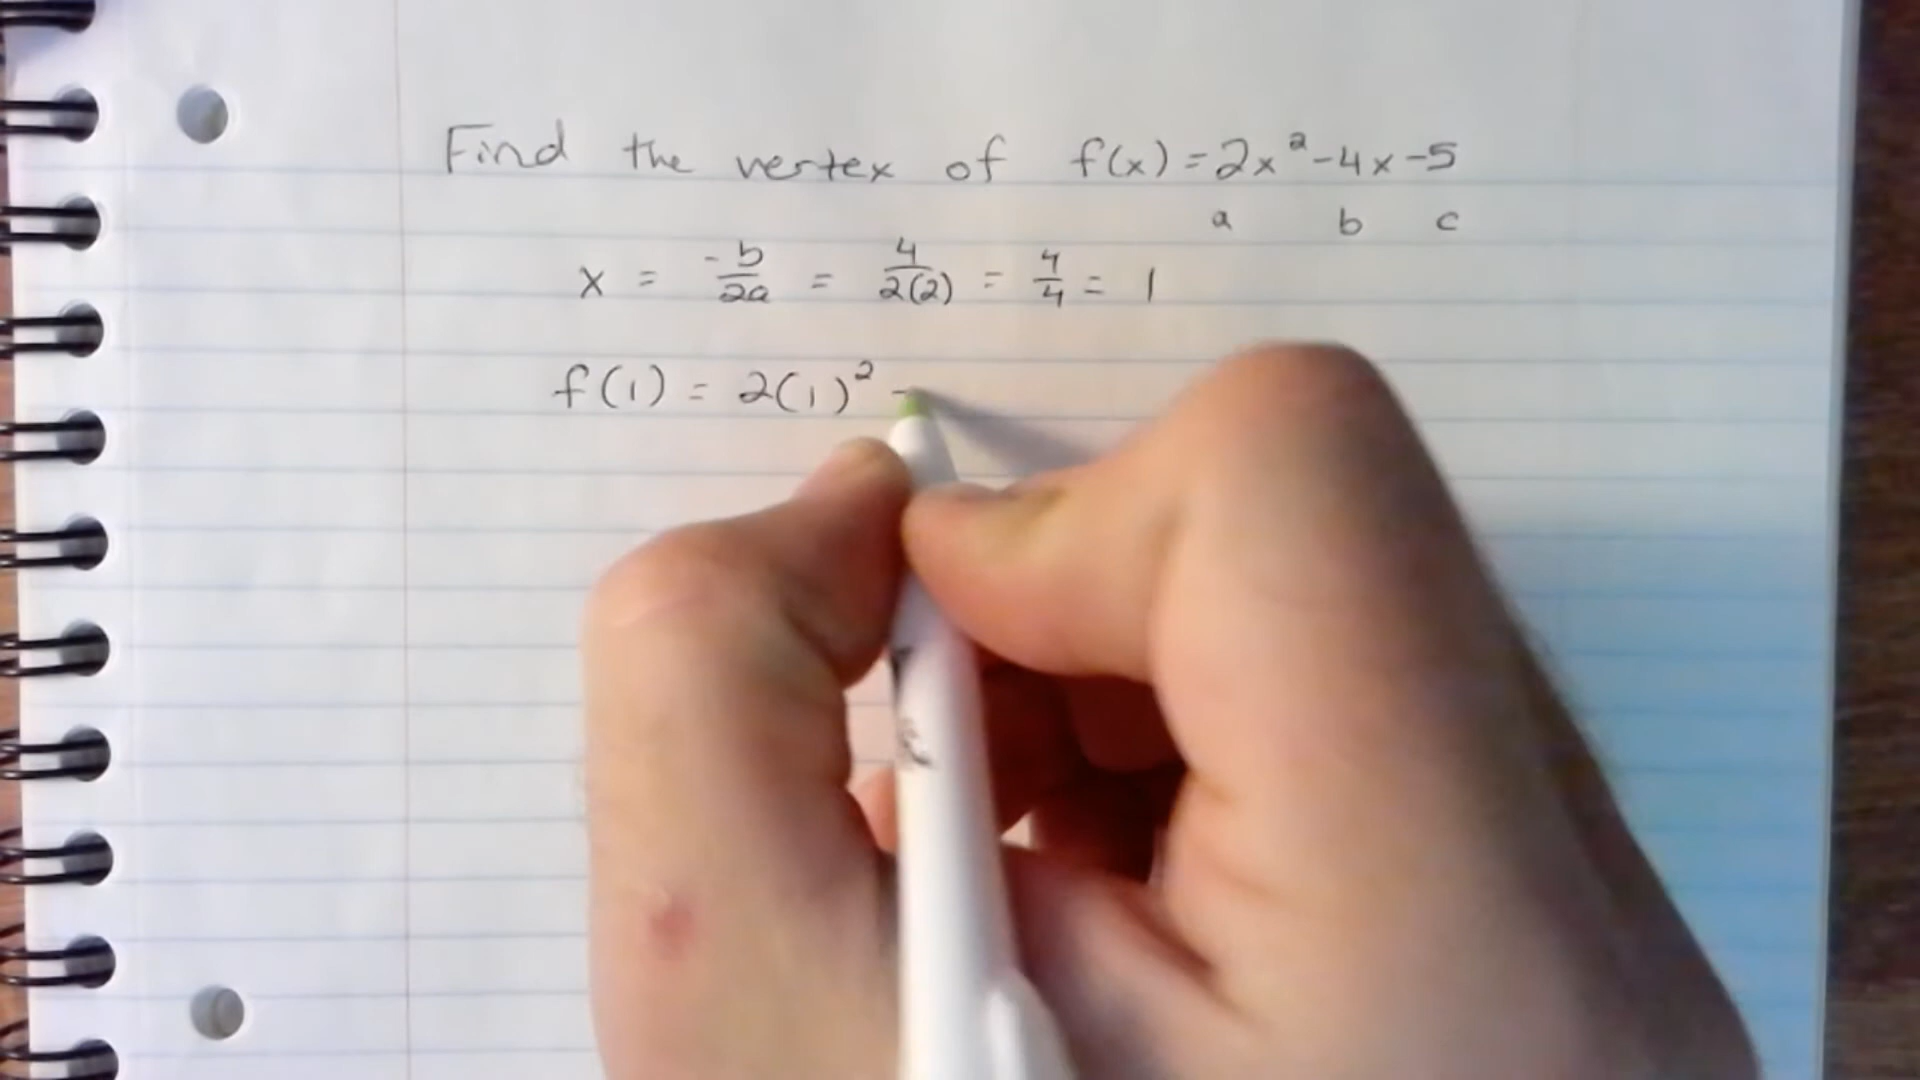 Find the vertex of f(x) = 2x² - 4x - 5
a b c
x = -b/2a = 4/2(2) = 4/4 = 1
f(1) = 2(1)² -